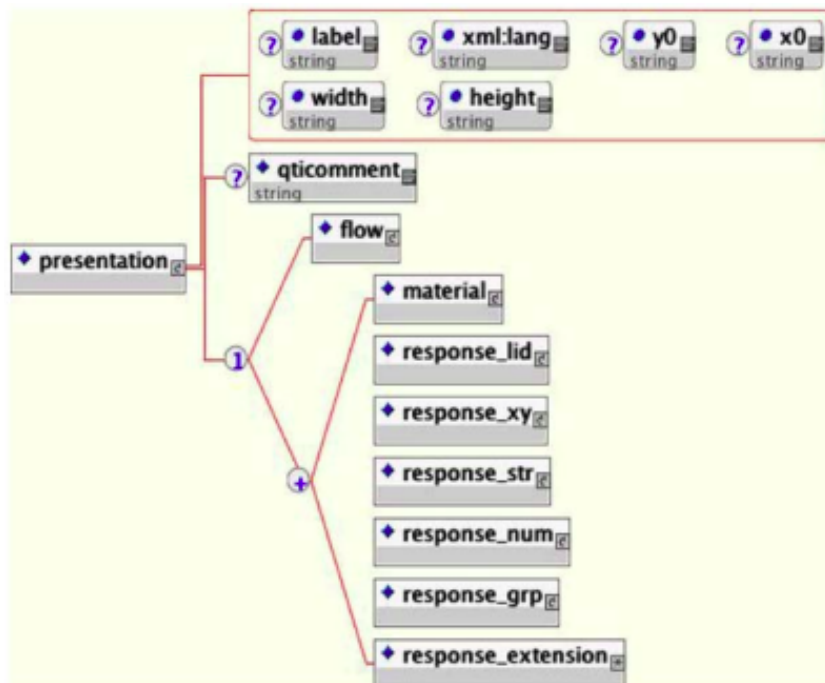 ? label ? xml:lang ? y0 ? x0
string string string string
? width ? height
string string
? qticomment
string
flow
presentation
material
1
response_lid
response_xy
+ response_str
response_num
response_grp
response_extension